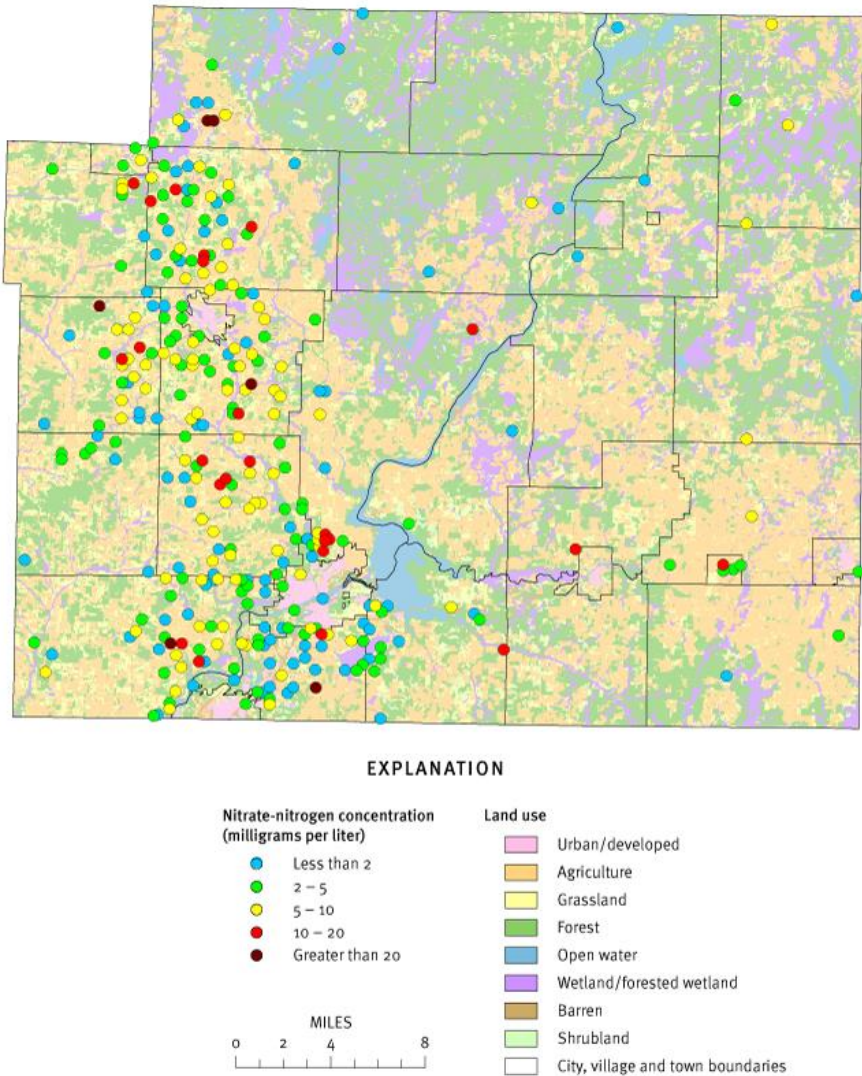 EXPLANATION
Nitrate-nitrogen concentration
(milligrams per liter)
Less than 2
2 – 5
5 – 10
10 – 20
Greater than 20
MILES
0 2 4 8
Land use
Urban/developed
Agriculture
Grassland
Forest
Open water
Wetland/forested wetland
Barren
Shrubland
City, village and town boundaries